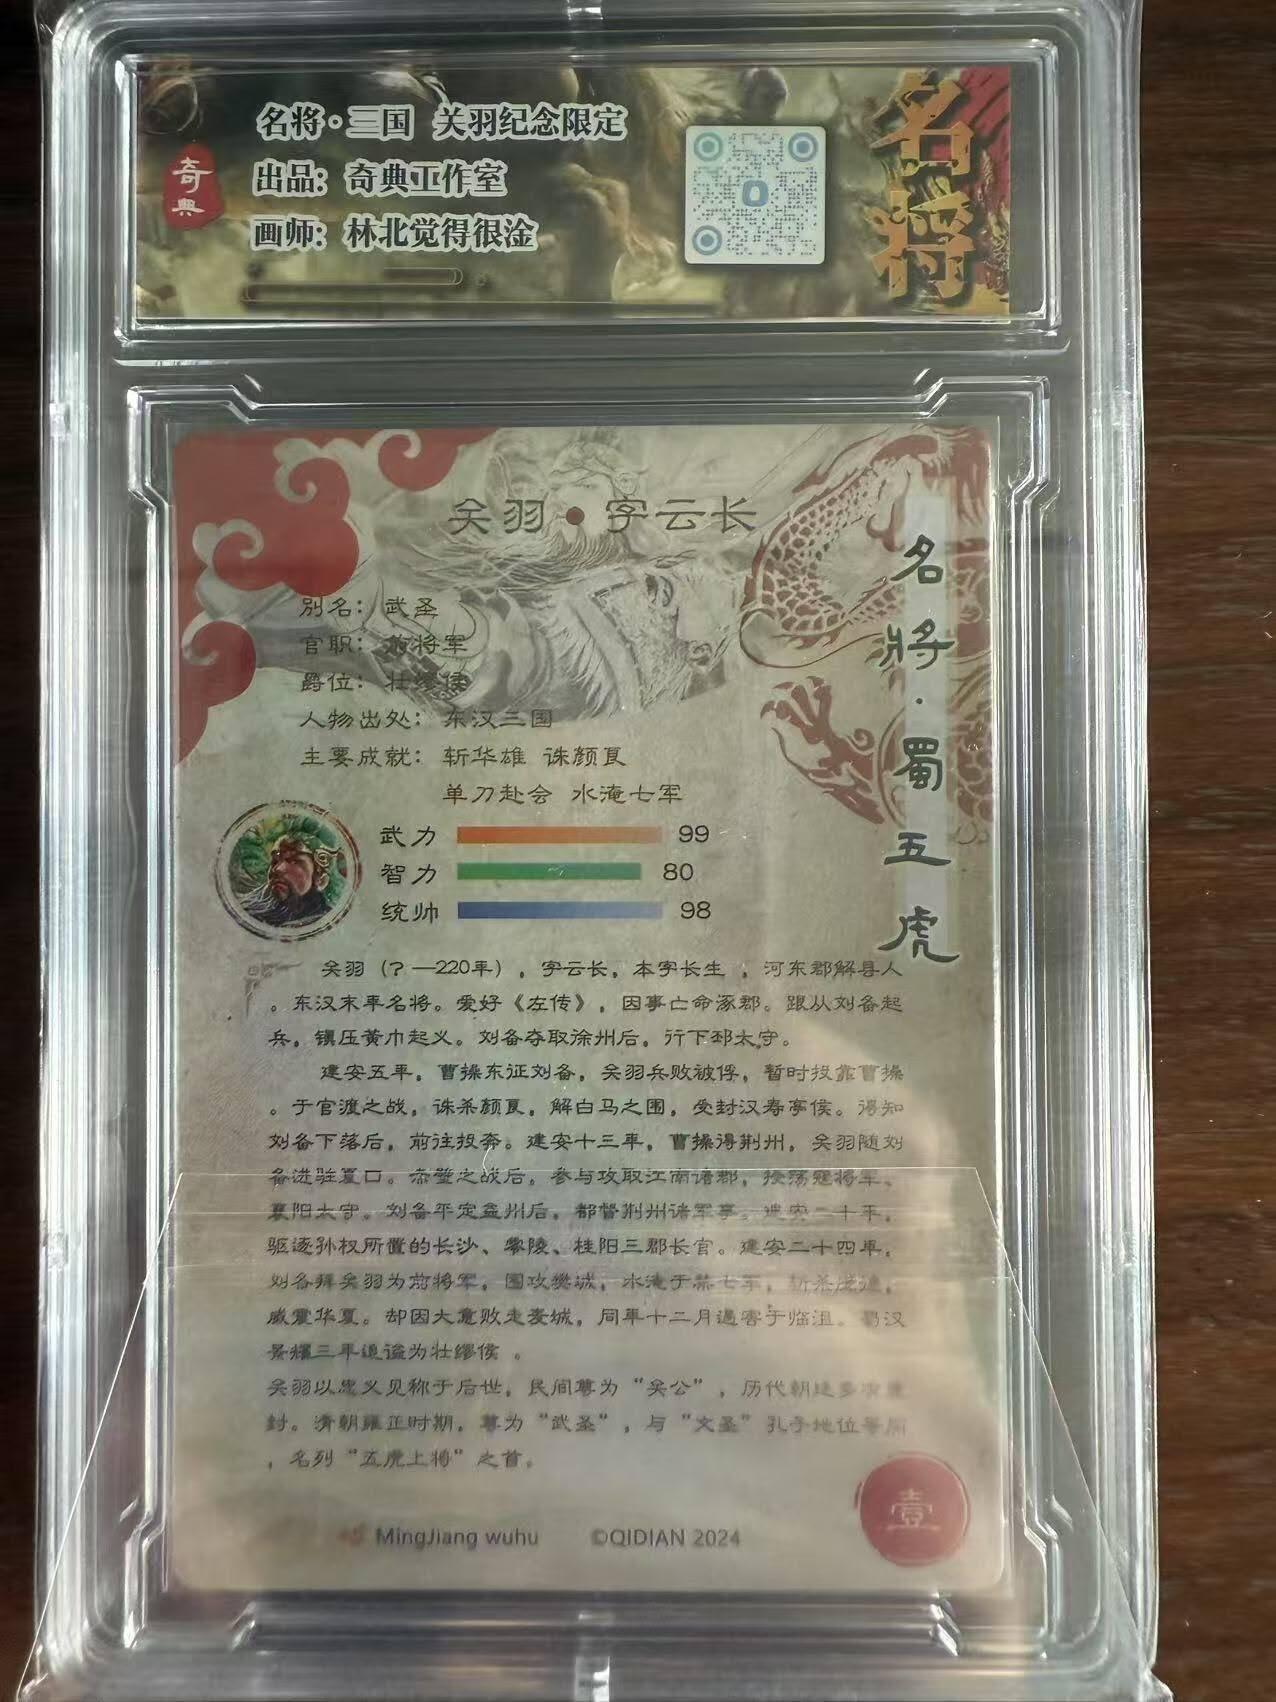 名将·三国 关羽纪念限定
出品：奇典工作室
画师：林北觉得很淦
奇典
名将
关羽●字云长
别名：武圣
官职：前将军
爵位：壮缪侯
人物出处：东汉三国
主要成就：斩华雄 诛颜良
单刀赴会 水淹七军
武力 99
智力 80
统帅 98
名將·蜀五虎
关羽（？—220年），字云长，本字长生，河东郡解县人
。东汉末年名将。爱好《左传》，因事亡命涿郡。跟从刘备起
兵，镇压黄巾起义。刘备夺取徐州后，行下邳太守。
建安五年，曹操东征刘备，关羽兵败被俘，暂时投靠曹操
。于官渡之战，诛杀颜良，解白马之围，受封汉寿亭侯。得知
刘备下落后，前往投奔。建安十三年，曹操得荆州，关羽随刘
备进驻夏口。赤壁之战后，参与攻取江南诸郡，授荡寇将军、
襄阳太守。刘备平定益州后，都督荆州诸军事。建安二十年，
驱逐孙权所置的长沙、零陵、桂阳三郡长官。建安二十四年，
刘备拜关羽为前将军，围攻樊城，水淹于禁七军，斩杀庞德，
威震华夏。却因大意败走麦城，同年十二月遇害于临沮。蜀汉
景耀三年追谥为壮缪侯 。
关羽以忠义见称于后世，民间尊为“关公”，历代朝廷多有褒
封。清朝雍正时期，尊为“武圣”，与“文圣”孔子地位等同
，名列“五虎上将”之首。
MingJiang wuhu ©QIDIAN 2024
壹